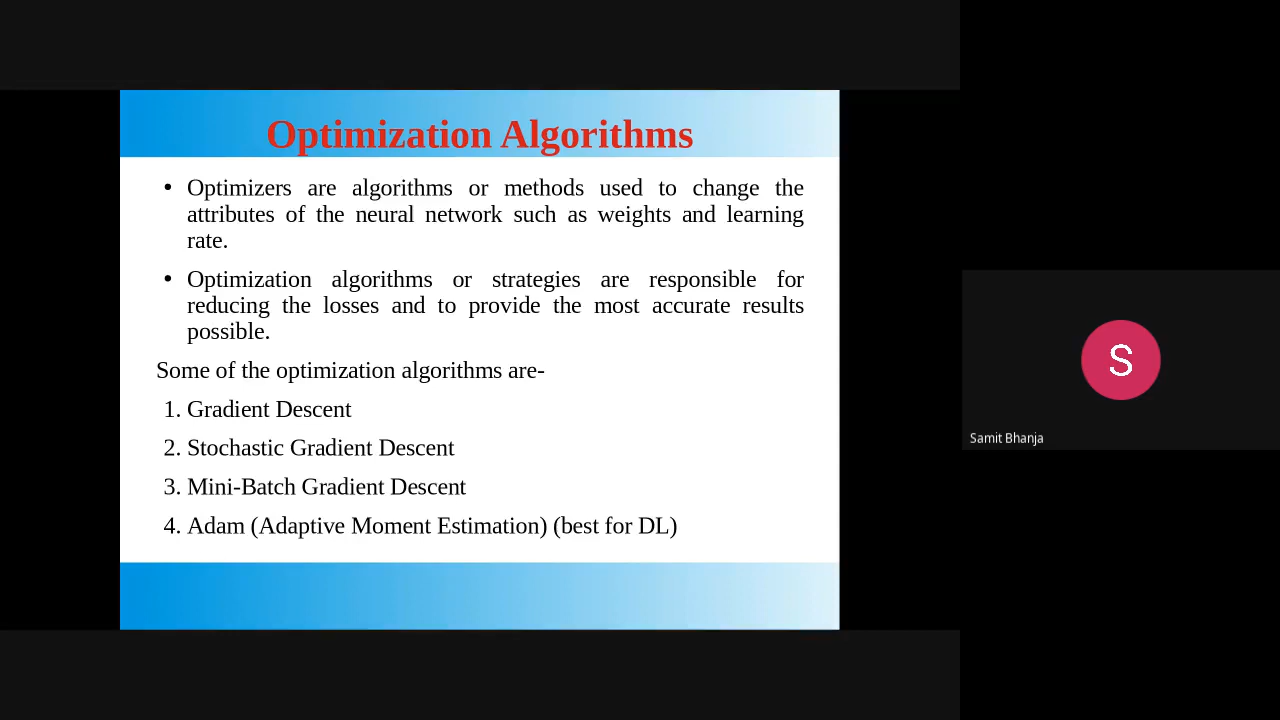 Optimization Algorithms
• Optimizers are algorithms or methods used to change the
attributes of the neural network such as weights and learning
rate.
• Optimization algorithms or strategies are responsible for
reducing the losses and to provide the most accurate results
possible.
Some of the optimization algorithms are-
1. Gradient Descent
2. Stochastic Gradient Descent
3. Mini-Batch Gradient Descent
4. Adam (Adaptive Moment Estimation) (best for DL)
S
Samit Bhanja